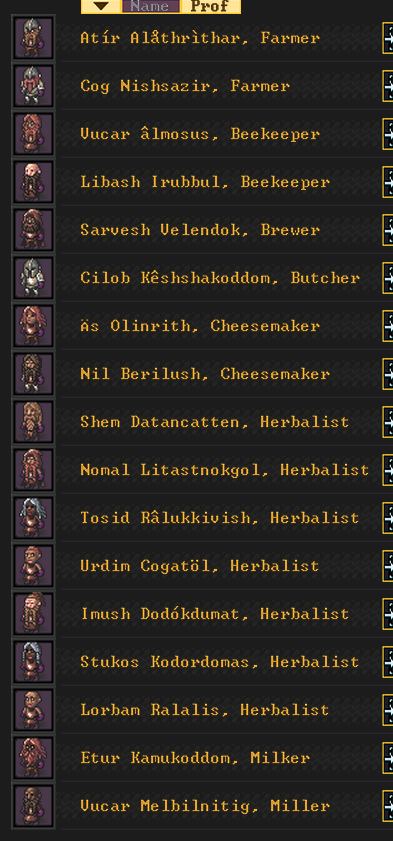 Name Prof
Atír Alåthrìthar, Farmer
Cog Nishsazir, Farmer
Vucar âlmosus, Beekeeper
Libash Irubbul, Beekeeper
Sarvesh Velendok, Brewer
Cilob Kêshshakoddom, Butcher
Äs Olinrith, Cheesemaker
Nil Berilush, Cheesemaker
Shem Datancatten, Herbalist
Nomal Litastnokgol, Herbalist
Tosid Râlukkivish, Herbalist
Urdim Cogatöl, Herbalist
Imush Dodókdumat, Herbalist
Stukos Kodordomas, Herbalist
Lorbam Ralalis, Herbalist
Etur Kamukoddom, Milker
Vucar Melbilnitig, Miller